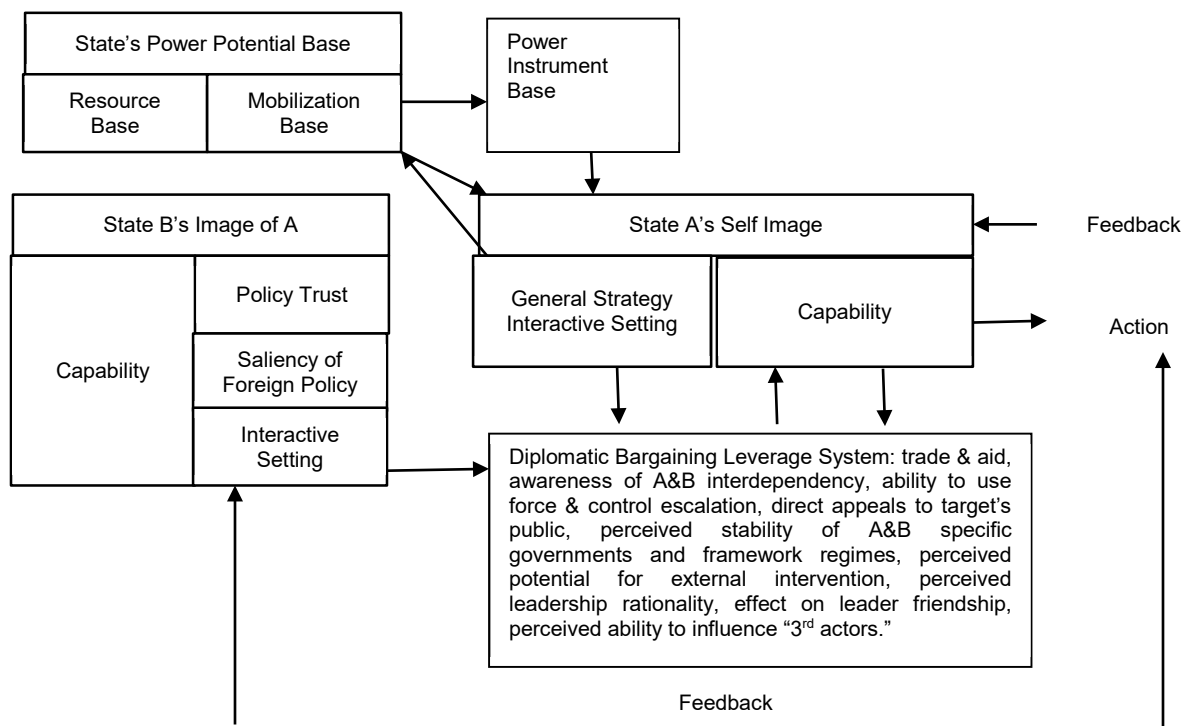 State’s Power Potential Base
Resource
Base
Mobilization
Base
Power
Instrument
Base
State B’s Image of A
Capability
Policy Trust
Saliency of
Foreign Policy
Interactive
Setting
State A’s Self Image
General Strategy
Interactive Setting
Capability
Feedback
Action
Diplomatic Bargaining Leverage System: trade & aid,
awareness of A&B interdependency, ability to use
force & control escalation, direct appeals to target’s
public, perceived stability of A&B specific
governments and framework regimes, perceived
potential for external intervention, perceived
leadership rationality, effect on leader friendship,
perceived ability to influence “3rd actors.”
Feedback